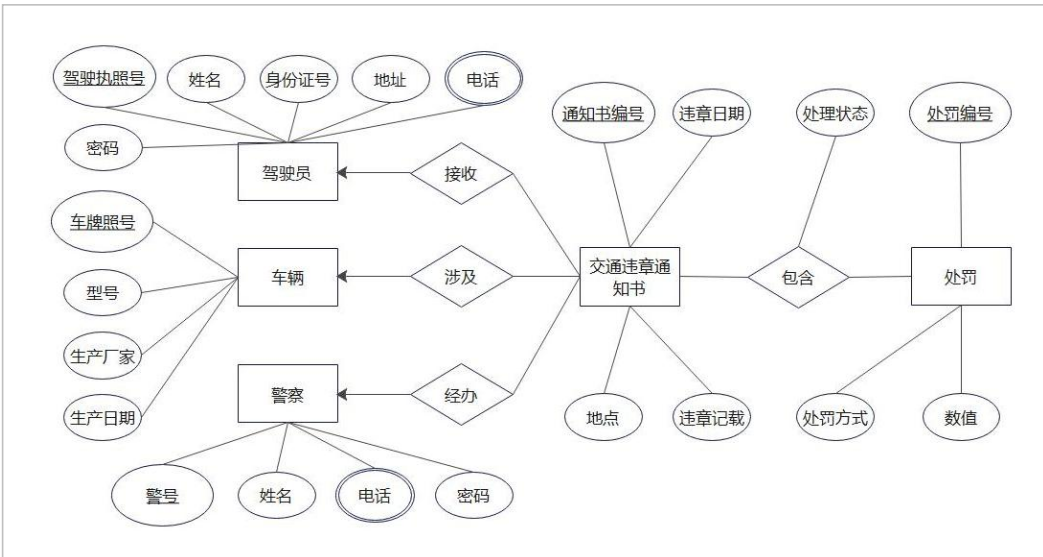 驾驶执照号
姓名
身份证号
地址
电话
密码
驾驶员
接收
通知书编号
违章日期
处理状态
处罚编号
车牌照号
型号
生产厂家
生产日期
车辆
涉及
交通违章通
知书
包含
处罚
警察
经办
地点
违章记载
处罚方式
数值
警号
姓名
电话
密码